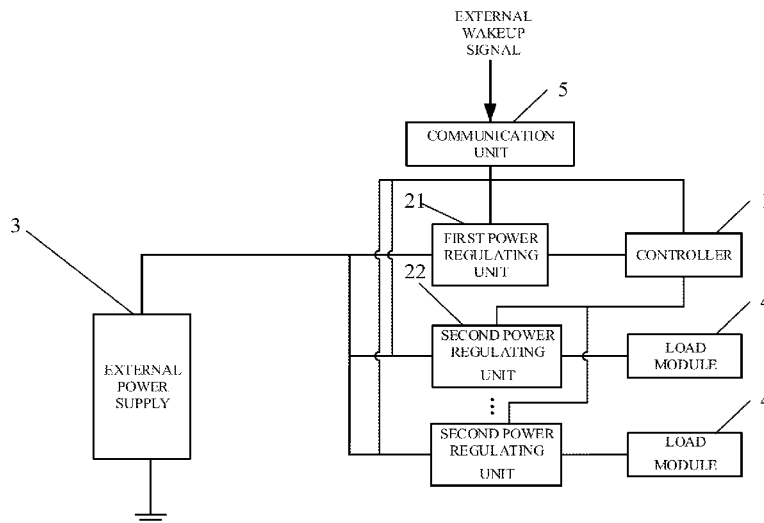 EXTERNAL
WAKEUP
SIGNAL
5
COMMUNICATION
UNIT
21
3
FIRST POWER
REGULATING
UNIT
CONTROLLER
22
SECOND POWER
REGULATING
UNIT
4
LOAD
MODULE
EXTERNAL
POWER
SUPPLY
SECOND POWER
REGULATING
UNIT
4
LOAD
MODULE